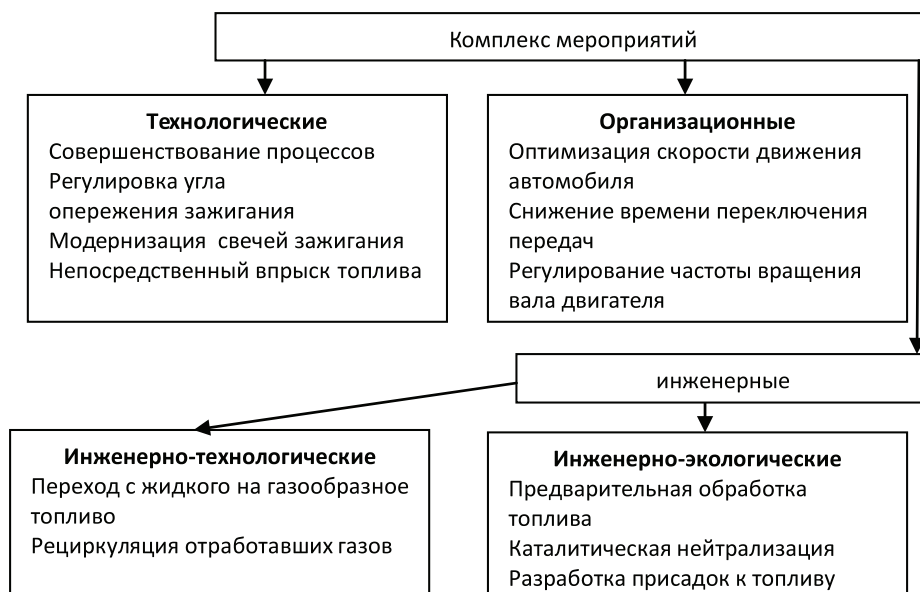 Комплекс мероприятий
Технологические
Совершенствование процессов
Регулировка угла
опережения зажигания
Модернизация свечей зажигания
Непосредственный впрыск топлива
Организационные
Оптимизация скорости движения
автомобиля
Снижение времени переключения
передач
Регулирование частоты вращения
вала двигателя
инженерные
Инженерно-технологические
Переход с жидкого на газообразное
топливо
Рециркуляция отработавших газов
Инженерно-экологические
Предварительная обработка
топлива
Каталитическая нейтрализация
Разработка присадок к топливу